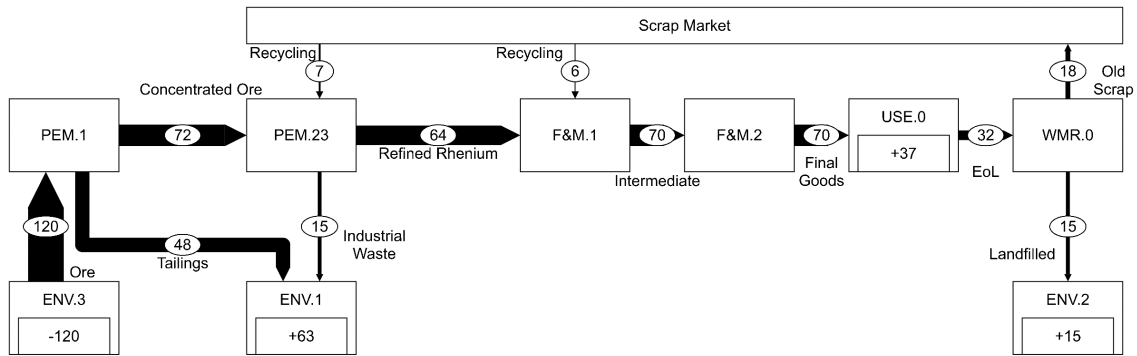 Scrap Market
Recycling
7
Recycling
6
18
Old
Scrap
Concentrated Ore
PEM.1
72
PEM.23
64
Refined Rhenium
F&M.1
70
Intermediate
F&M.2
70
Final
Goods
USE.0
+37
32
EoL
WMR.0
120
Ore
48
Tailings
15
Industrial
Waste
15
Landfilled
ENV.3
-120
ENV.1
+63
ENV.2
+15